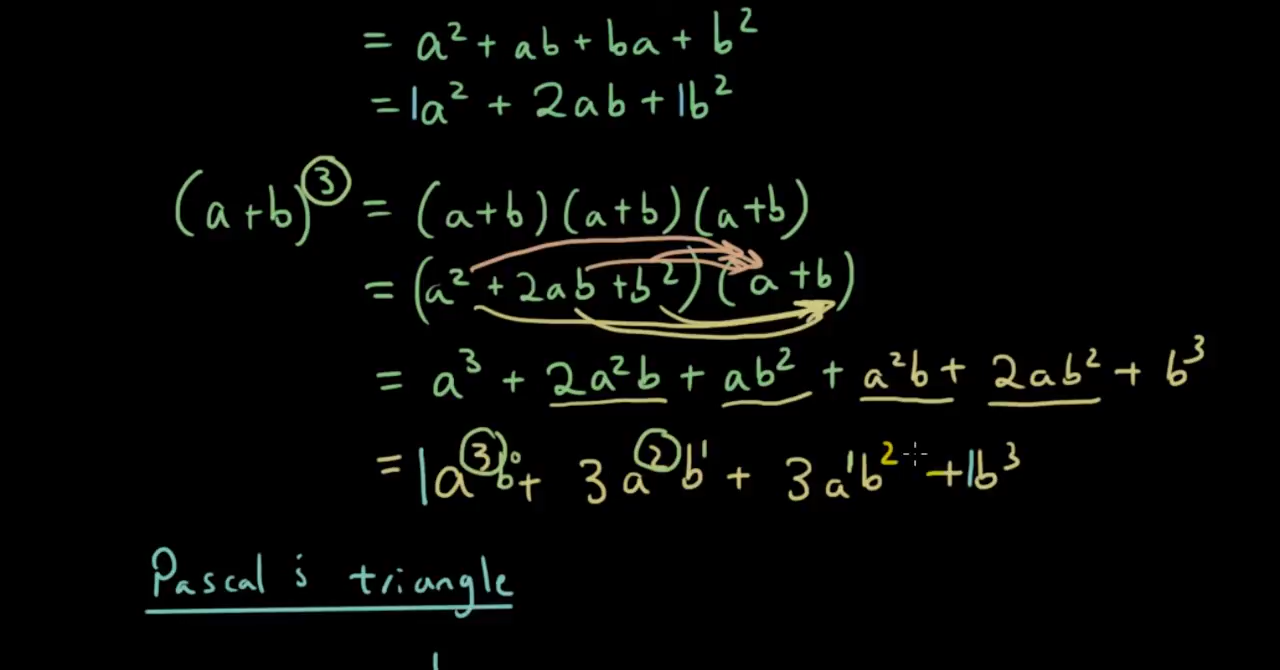 = a² + ab + ba + b²
= 1a² + 2ab + 1b²
(a+b)³ = (a+b)(a+b)(a+b)
= (a² + 2ab + b²)(a+b)
= a³ + 2a²b + ab² + a²b + 2ab² + b³
= 1a³b⁰ + 3a²b¹ + 3a¹b² + 1b³
Pascal's triangle
1